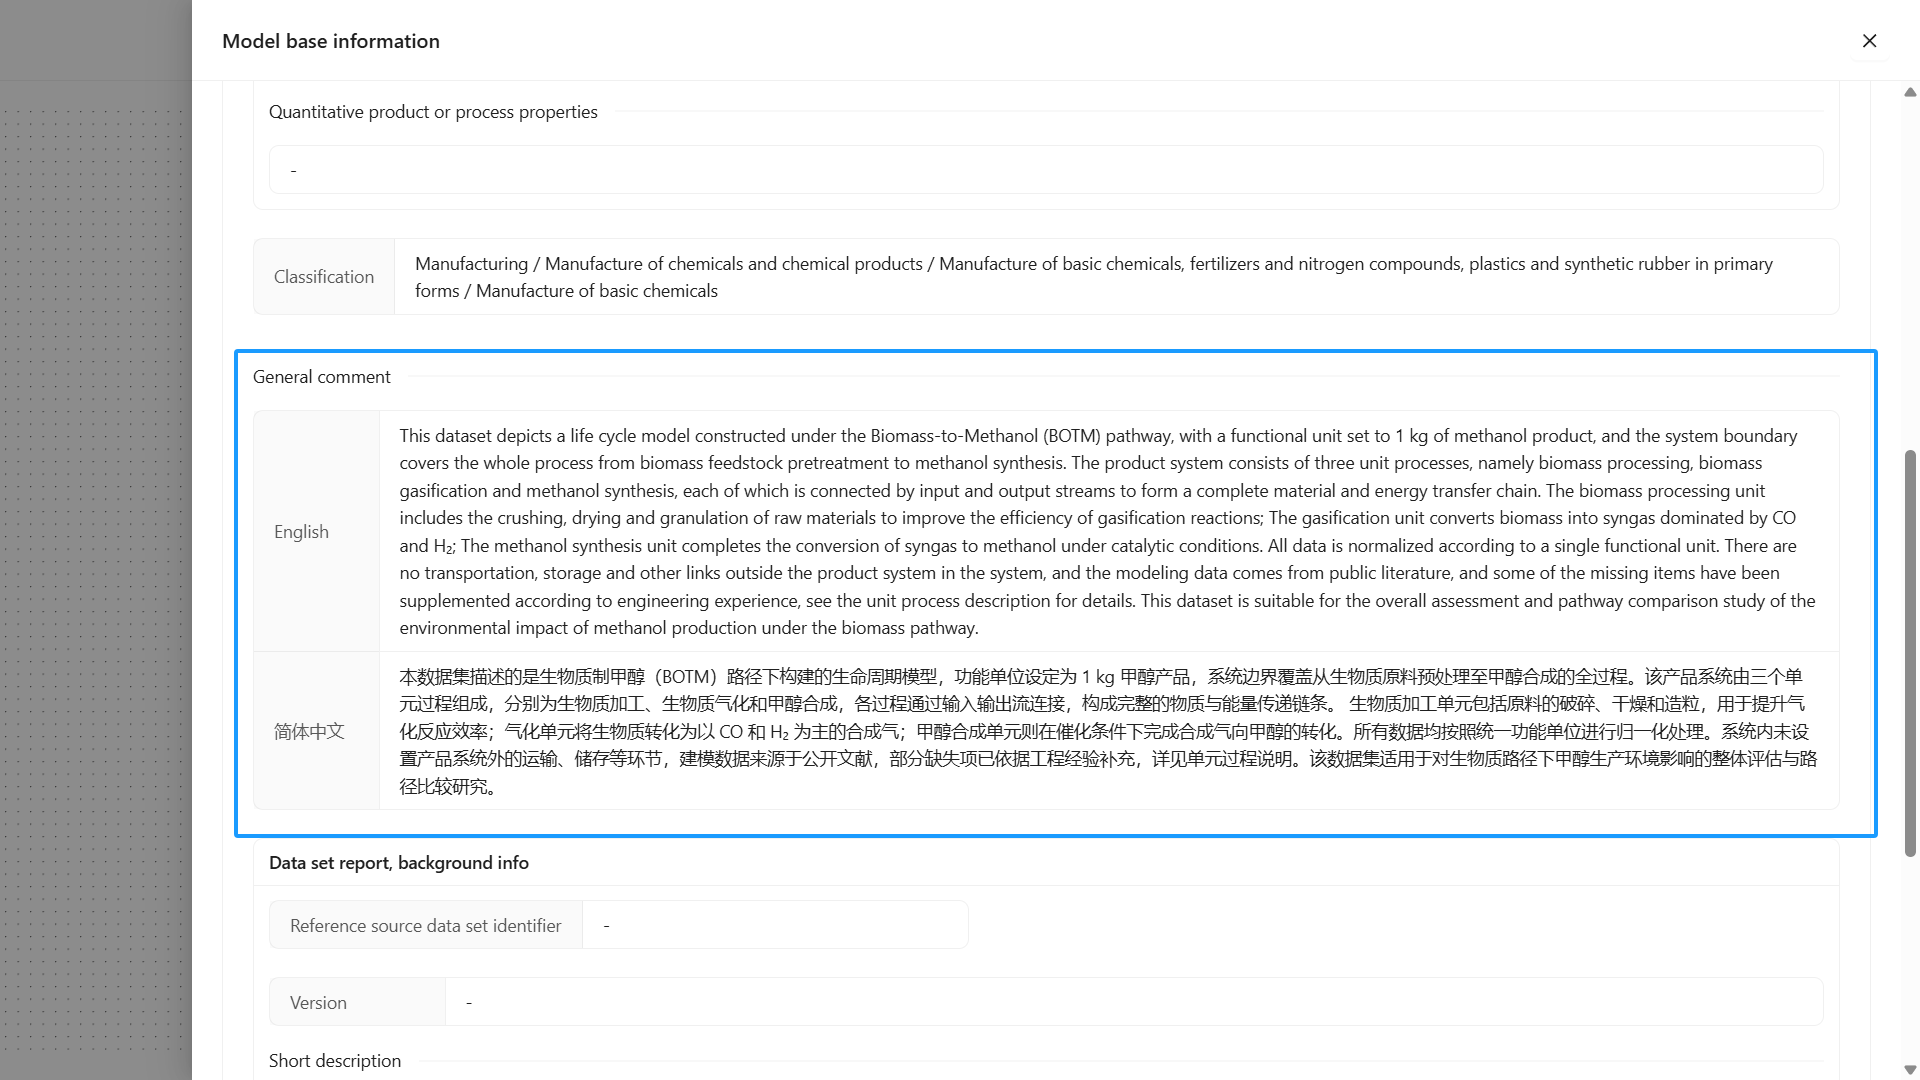 Model base information
Quantitative product or process properties
-
Classification
Manufacturing / Manufacture of chemicals and chemical products / Manufacture of basic chemicals, fertilizers and nitrogen compounds, plastics and synthetic rubber in primary
forms / Manufacture of basic chemicals
General comment
English
This dataset depicts a life cycle model constructed under the Biomass-to-Methanol (BOTM) pathway, with a functional unit set to 1 kg of methanol product, and the system boundary
covers the whole process from biomass feedstock pretreatment to methanol synthesis. The product system consists of three unit processes, namely biomass processing, biomass
gasification and methanol synthesis, each of which is connected by input and output streams to form a complete material and energy transfer chain. The biomass processing unit
includes the crushing, drying and granulation of raw materials to improve the efficiency of gasification reactions; The gasification unit converts biomass into syngas dominated by CO
and H₂; The methanol synthesis unit completes the conversion of syngas to methanol under catalytic conditions. All data is normalized according to a single functional unit. There are
no transportation, storage and other links outside the product system in the system, and the modeling data comes from public literature, and some of the missing items have been
supplemented according to engineering experience, see the unit process description for details. This dataset is suitable for the overall assessment and pathway comparison study of the
environmental impact of methanol production under the biomass pathway.
简体中文
本数据集描述的是生物质制甲醇（BOTM）路径下构建的生命周期模型，功能单位设定为 1 kg 甲醇产品，系统边界覆盖从生物质原料预处理至甲醇合成的全过程。该产品系统由三个单
元过程组成，分别为生物质加工、生物质气化和甲醇合成，各过程通过输入输出流连接，构成完整的物质与能量传递链条。 生物质加工单元包括原料的破碎、干燥和造粒，用于提升气
化反应效率；气化单元将生物质转化为以 CO 和 H₂ 为主的合成气；甲醇合成单元则在催化条件下完成合成气向甲醇的转化。所有数据均按照统一功能单位进行归一化处理。系统内未设
置产品系统外的运输、储存等环节，建模数据来源于公开文献，部分缺失项已依据工程经验补充，详见单元过程说明。该数据集适用于对生物质路径下甲醇生产环境影响的整体评估与路
径比较研究。
Data set report, background info
Reference source data set identifier
-
Version
-
Short description